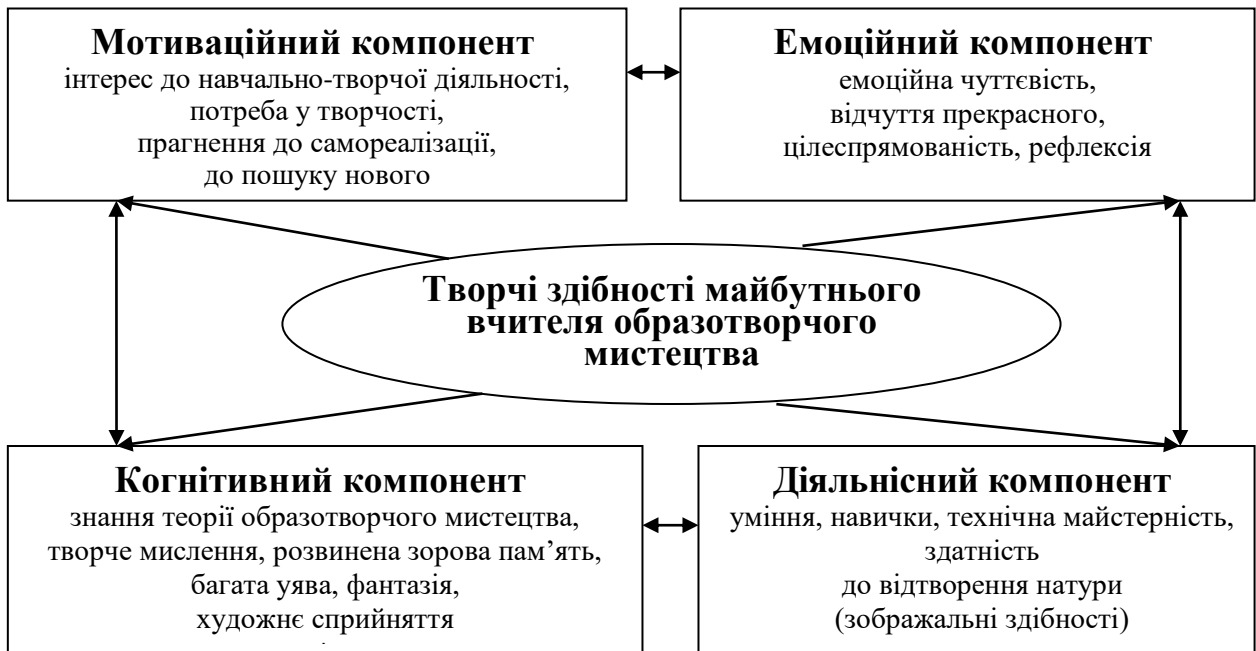 Мотиваційний компонент
інтерес до навчально-творчої діяльності,
потреба у творчості,
прагнення до самореалізації,
до пошуку нового
Емоційний компонент
емоційна чуттєвість,
відчуття прекрасного,
цілеспрямованість, рефлексія
Творчі здібності майбутнього
вчителя образотворчого
мистецтва
Когнітивний компонент
знання теорії образотворчого мистецтва,
творче мислення, розвинена зорова пам’ять,
багата уява, фантазія,
художнє сприйняття
Діяльнісний компонент
уміння, навички, технічна майстерність,
здатність
до відтворення натури
(зображальні здібності)